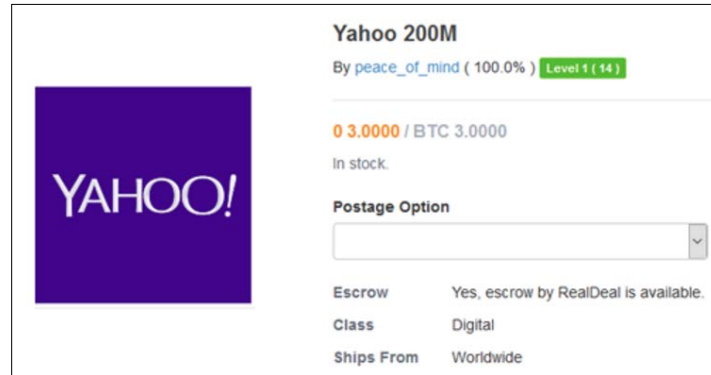 Yahoo 200M
By peace_of_mind ( 100.0% ) Level 1 ( 14 )
YAHOO!
0 3.0000 / BTC 3.0000
In stock.
Postage Option
Escrow Yes, escrow by RealDeal is available.
Class Digital
Ships From Worldwide